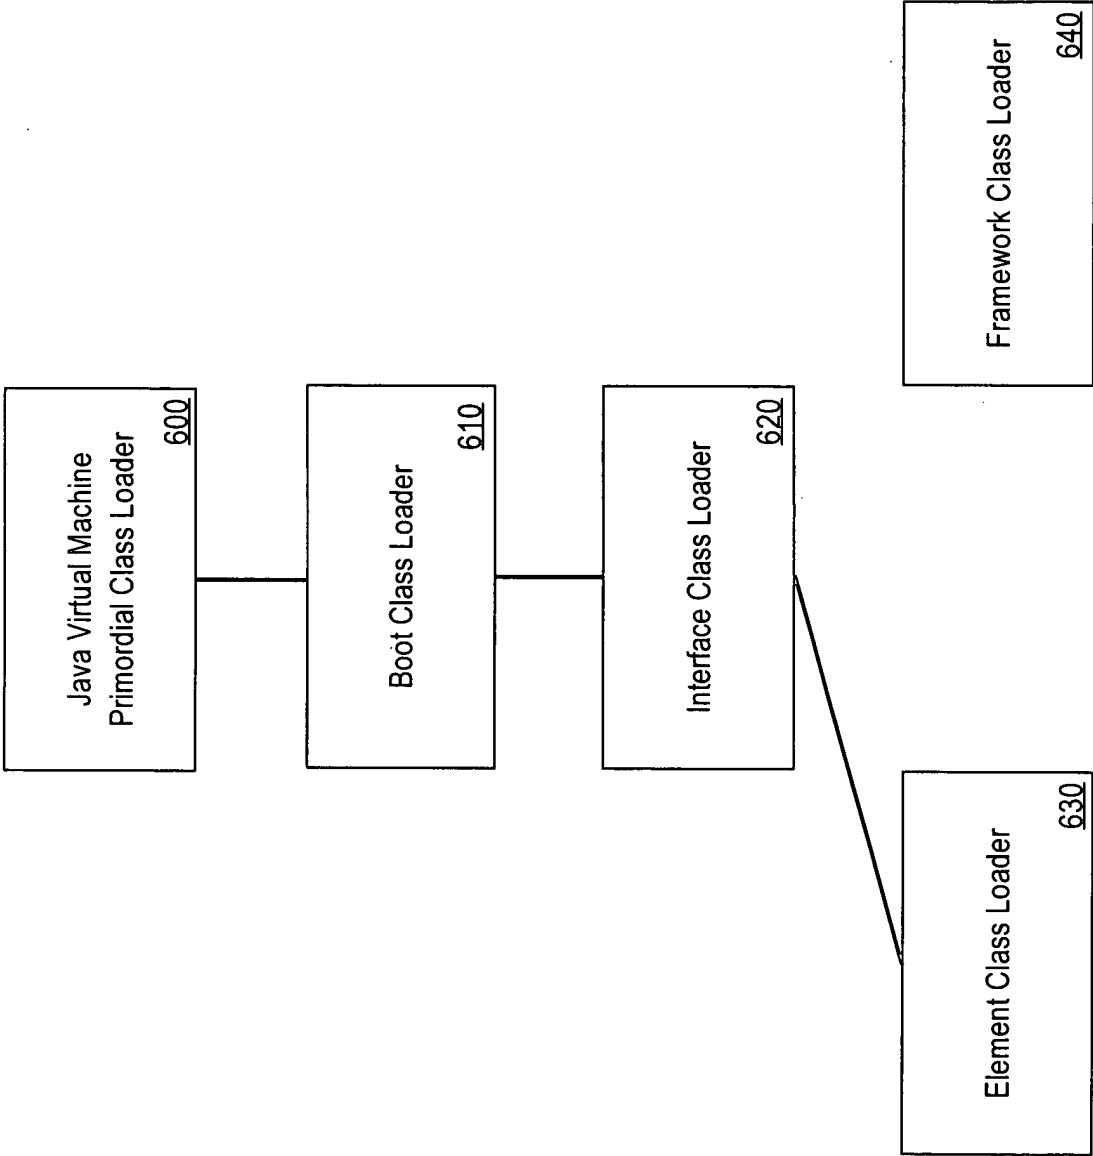 Java Virtual Machine
Primordial Class Loader
600
Boot Class Loader
610
Interface Class Loader
620
Element Class Loader
630
Framework Class Loader
640